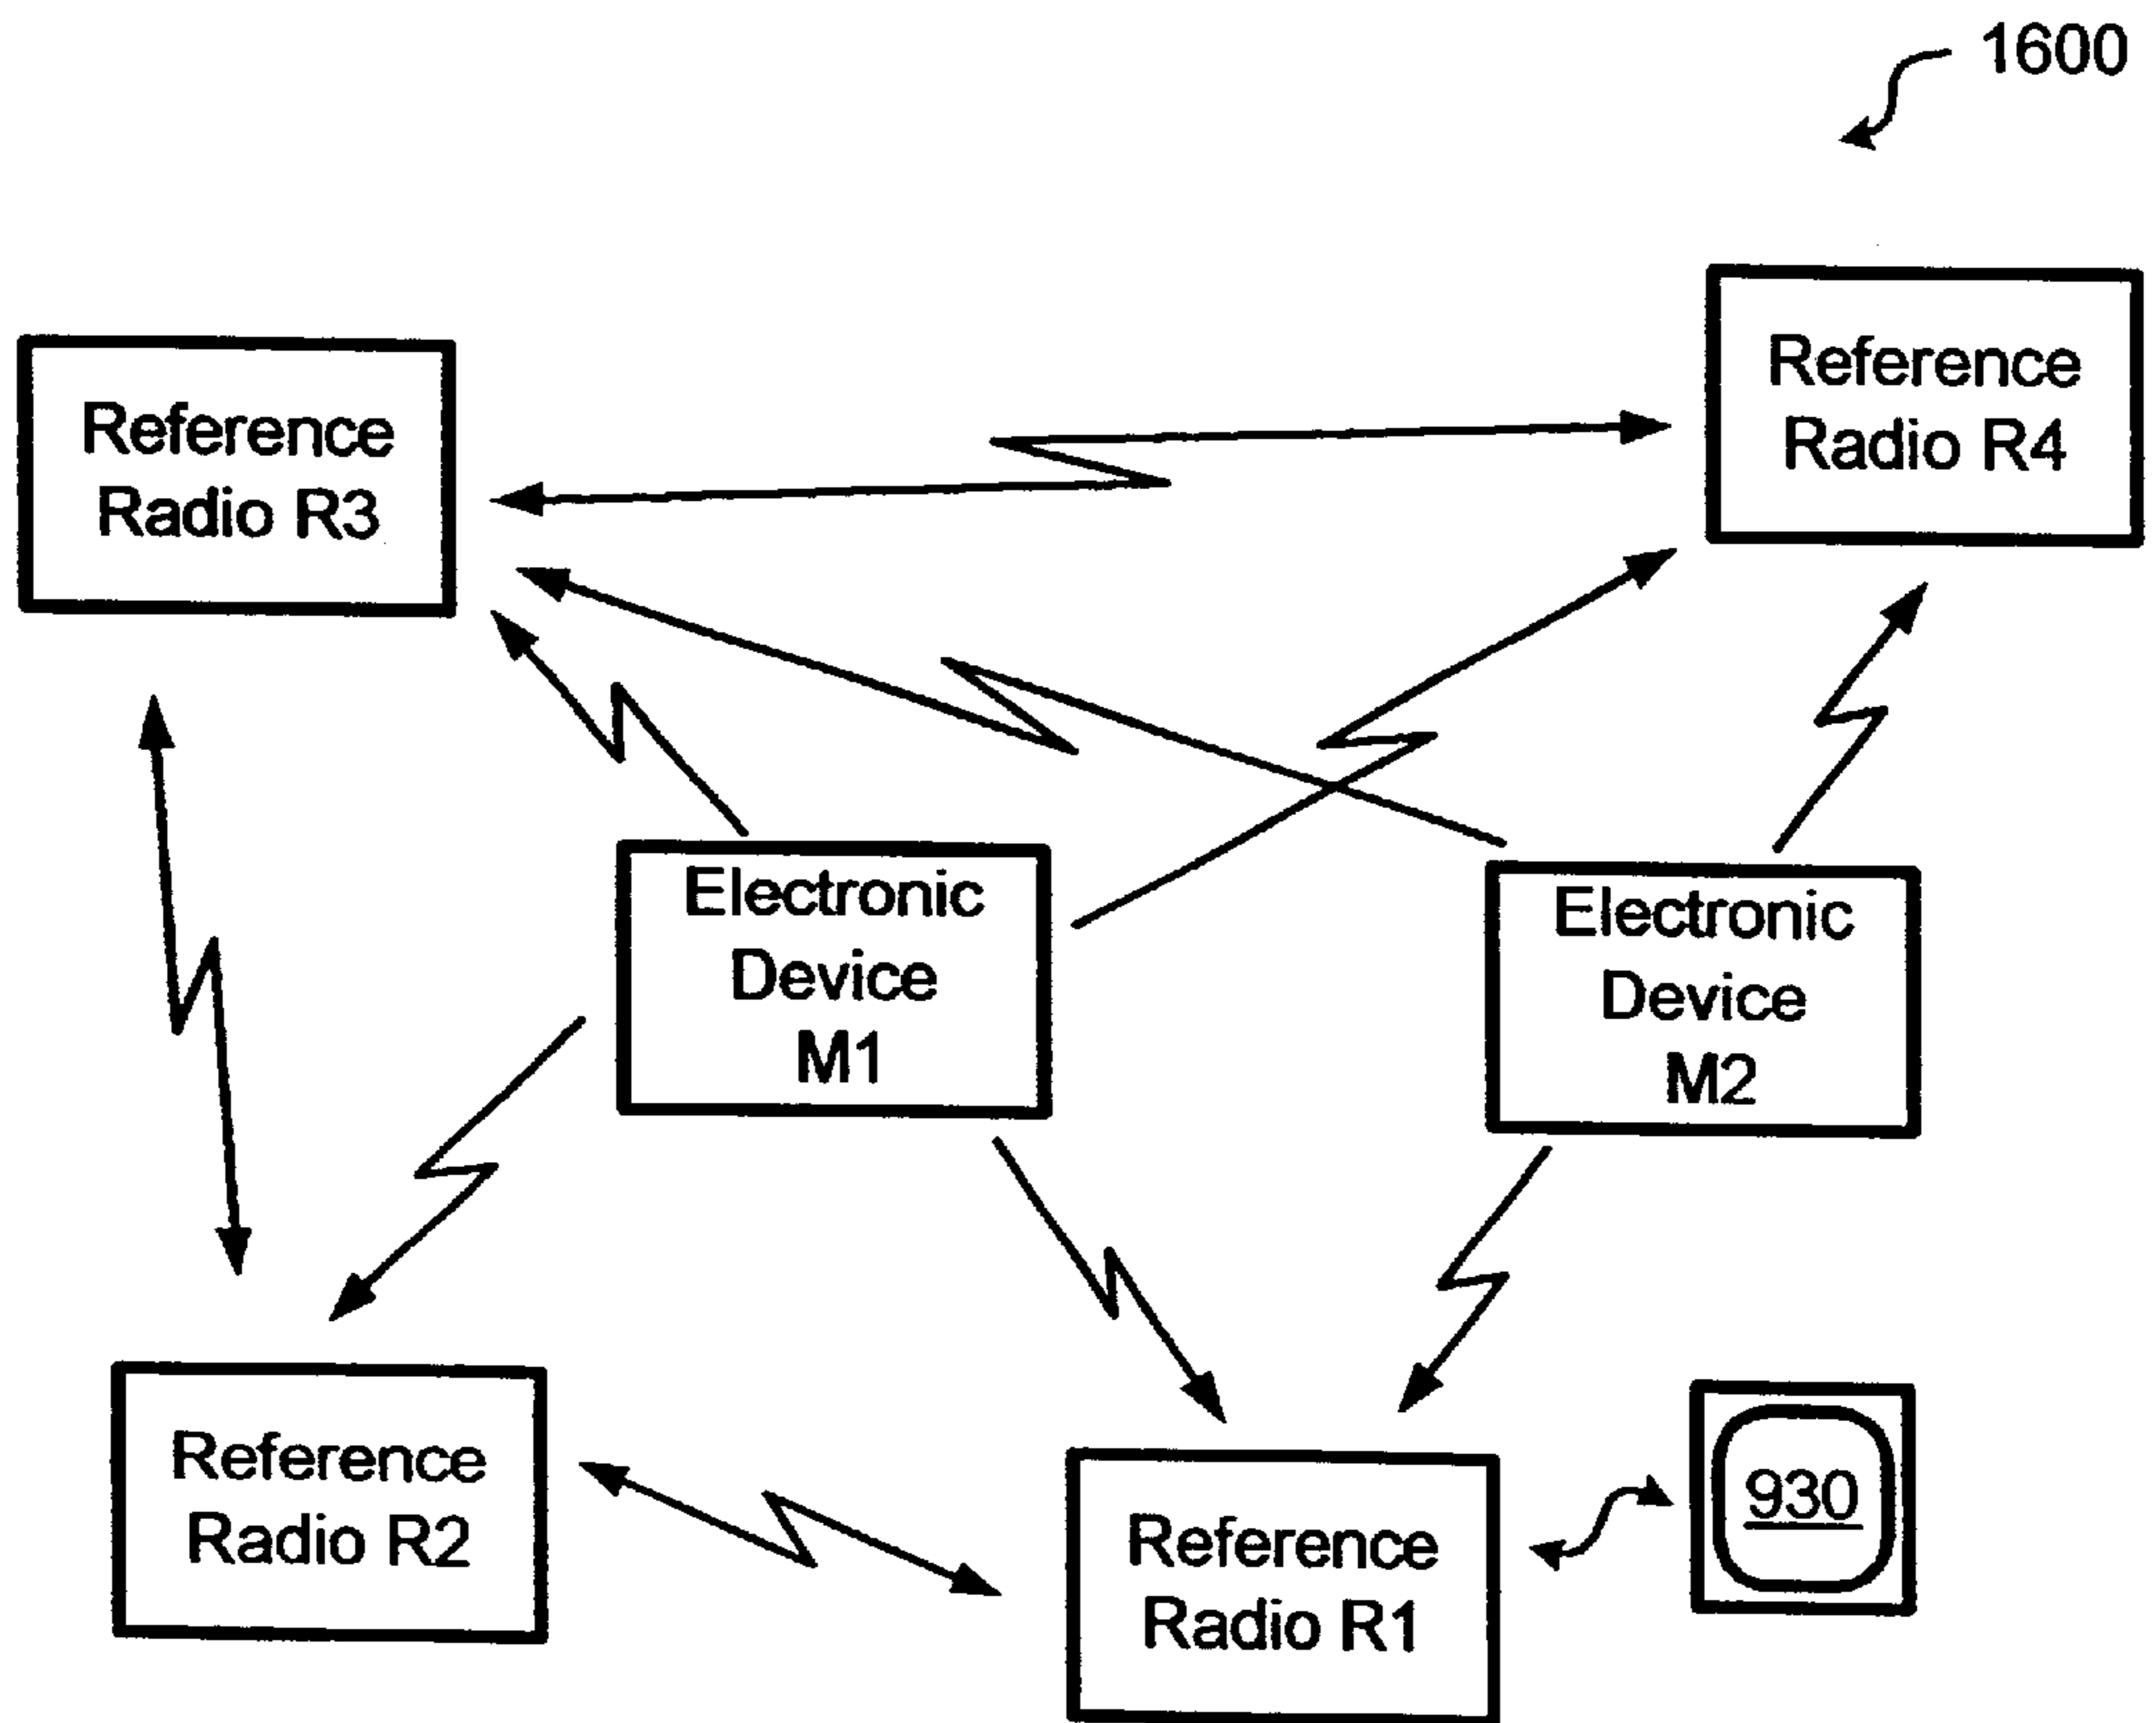 1600
Reference
Radio R4
Reference
Radio R3
Electronic
Device
M1
Electronic
Device
M2
Reference
Radio R2
Reference
Radio R1
930